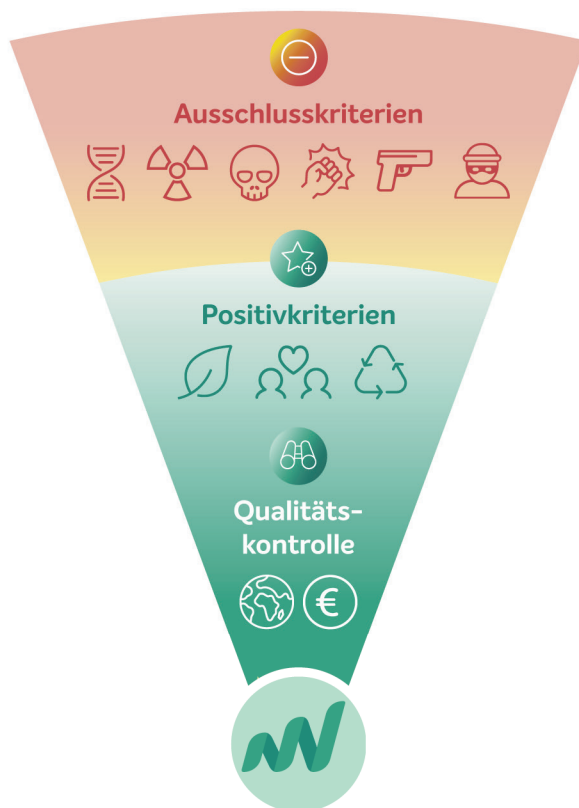 Ausschlusskriterien
Positivkriterien
Qualitäts-
kontrolle
€